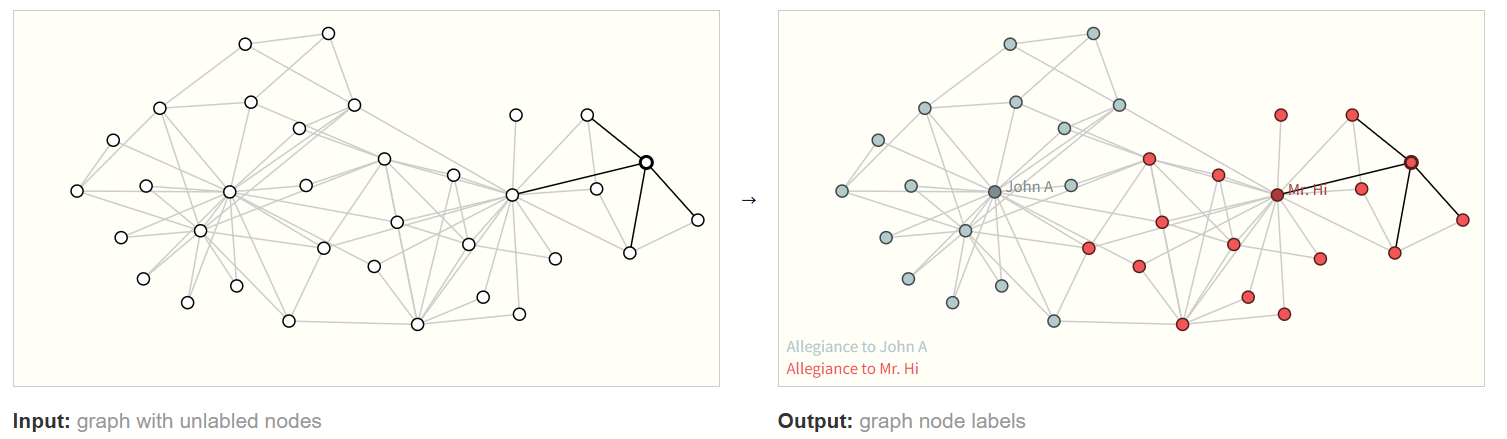 →
John A
Mr. Hi
Allegiance to John A
Allegiance to Mr. Hi
Input: graph with unlabled nodes
Output: graph node labels